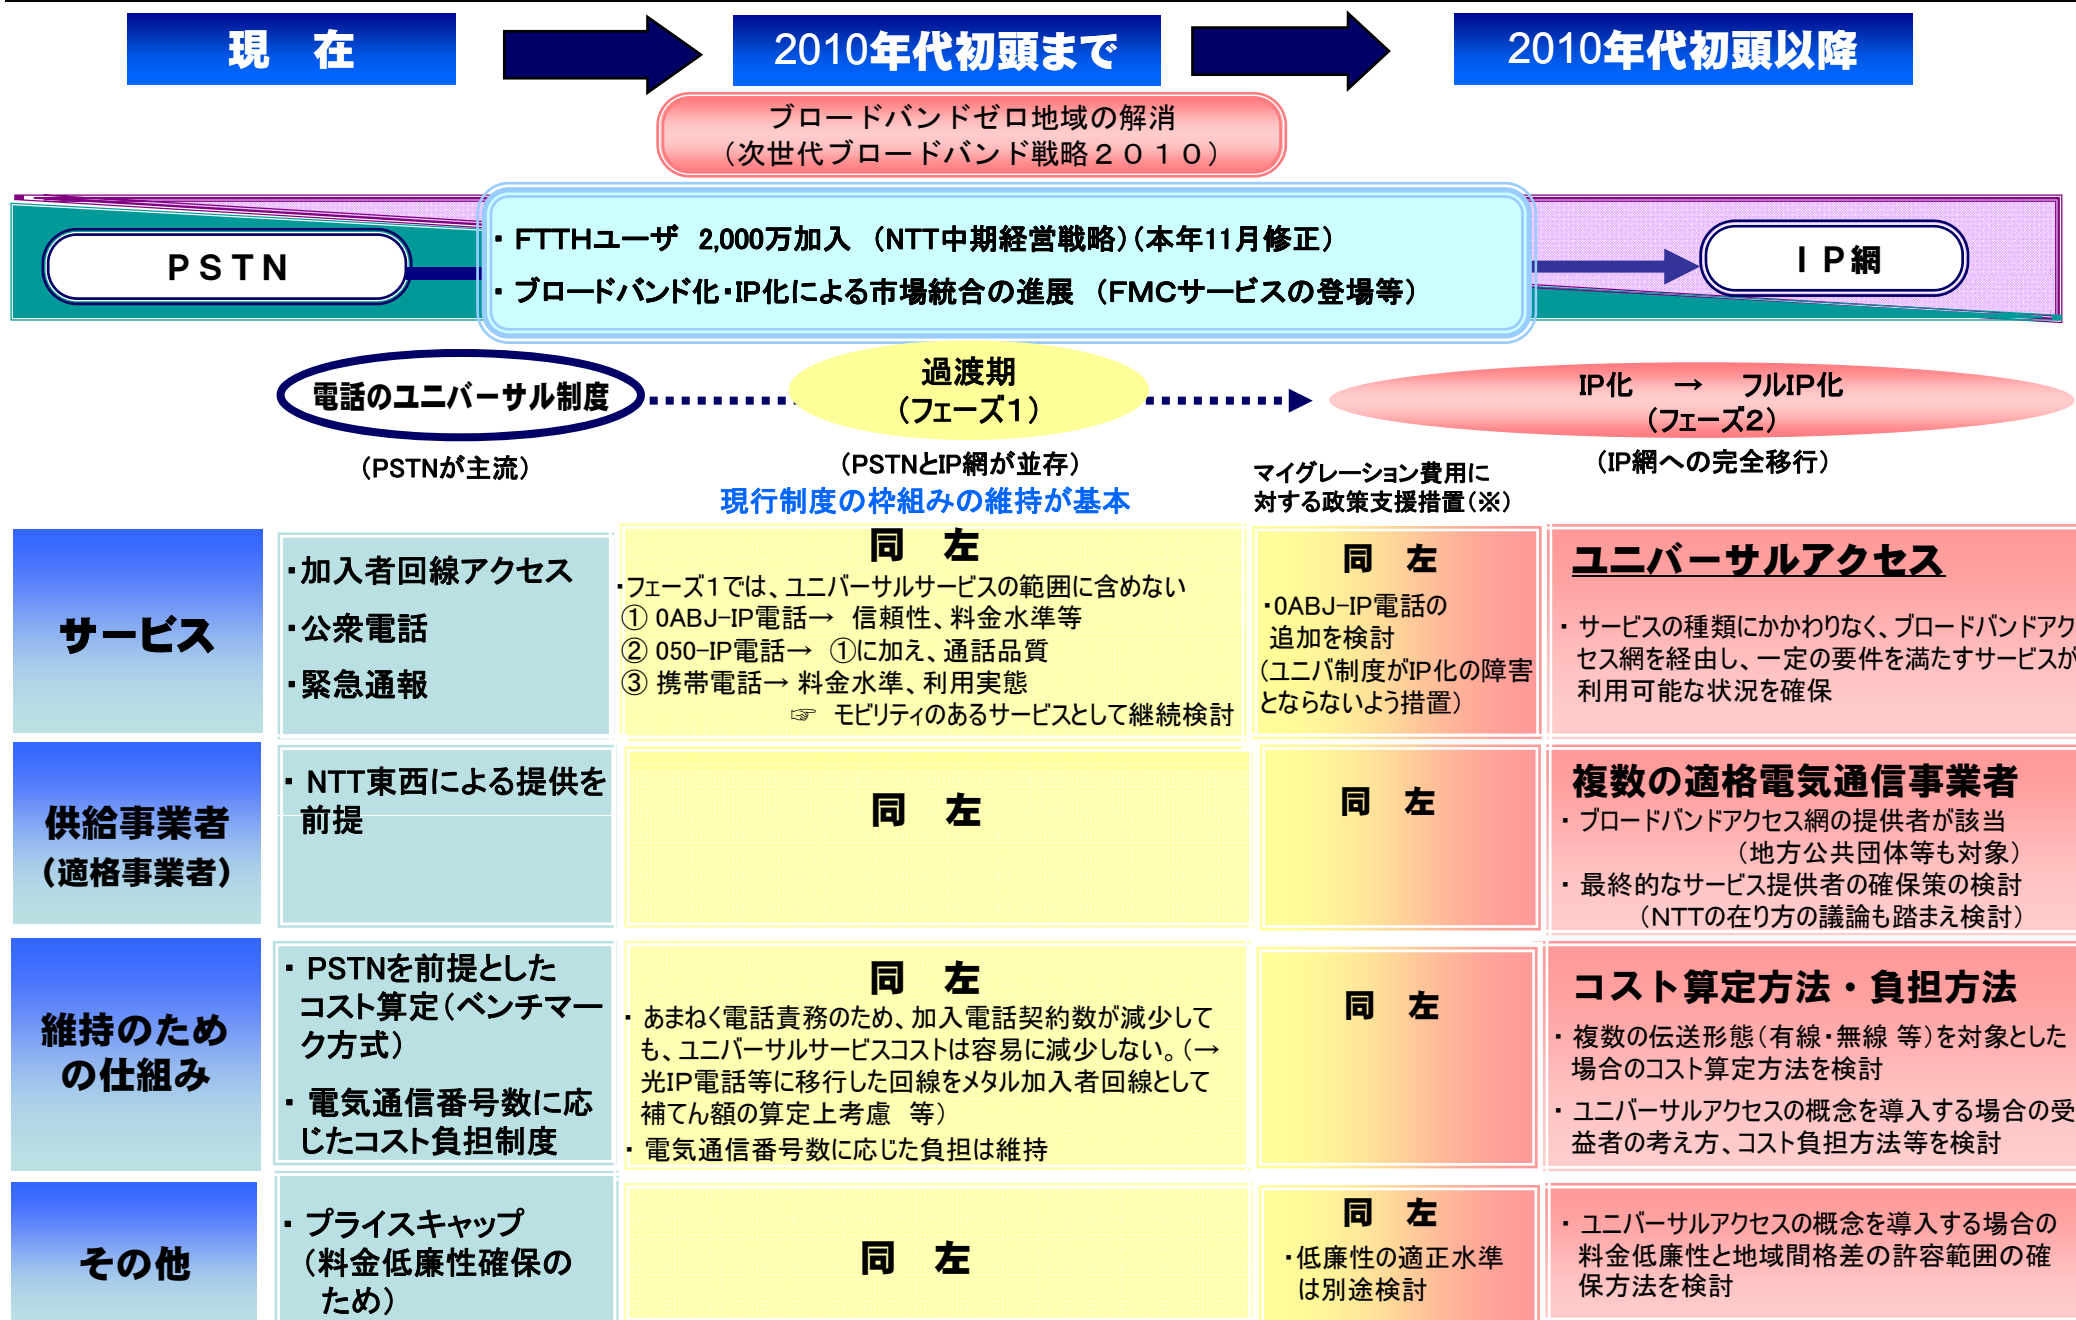 現　在
2010年代初頭まで
2010年代初頭以降
ブロードバンドゼロ地域の解消
（次世代ブロードバンド戦略２０１０）
ＰＳＴＮ
・ FTTHユーザ　2,000万加入　（NTT中期経営戦略）（本年11月修正）
・ ブロードバンド化・IP化による市場統合の進展　（FMCサービスの登場等）
ＩＰ網
電話のユニバーサル制度
過渡期
（フェーズ１）
IP化　→　フルIP化
（フェーズ２）
（PSTNが主流）
（PSTNとIP網が並存）
現行制度の枠組みの維持が基本
マイグレーション費用に
対する政策支援措置（※）
（IP網への完全移行）
サービス
・加入者回線アクセス
・公衆電話
・緊急通報
同　左
・フェーズ１では、ユニバーサルサービスの範囲に含めない
① 0ABJ-IP電話→　信頼性、料金水準等
② 050-IP電話→　①に加え、通話品質
③ 携帯電話→ 料金水準、利用実態
☞　モビリティのあるサービスとして継続検討
同　左
・0ABJ-IP電話の
追加を検討
（ユニバ制度がIP化の障害
とならないよう措置）
ユニバーサルアクセス
・ サービスの種類にかかわりなく、ブロードバンドアク
セス網を経由し、一定の要件を満たすサービスが
利用可能な状況を確保
供給事業者
（適格事業者）
・ NTT東西による提供を
前提
同　左
同　左
複数の適格電気通信事業者
・ ブロードバンドアクセス網の提供者が該当
（地方公共団体等も対象）
・ 最終的なサービス提供者の確保策の検討
（NTTの在り方の議論も踏まえ検討）
維持のため
の仕組み
・ PSTNを前提とした
コスト算定（ベンチマー
ク方式）
・ 電気通信番号数に応
じたコスト負担制度
同　左
・ あまねく電話責務のため、加入電話契約数が減少して
も、ユニバーサルサービスコストは容易に減少しない。（→
光IP電話等に移行した回線をメタル加入者回線として
補てん額の算定上考慮　等）
・ 電気通信番号数に応じた負担は維持
同　左
コスト算定方法・負担方法
・ 複数の伝送形態（有線・無線 等）を対象とした
場合のコスト算定方法を検討
・ ユニバーサルアクセスの概念を導入する場合の受
益者の考え方、コスト負担方法等を検討
その他
・ プライスキャップ
（料金低廉性確保の
ため）
同　左
同　左
・低廉性の適正水準
は別途検討
・ ユニバーサルアクセスの概念を導入する場合の
料金低廉性と地域間格差の許容範囲の確
保方法を検討